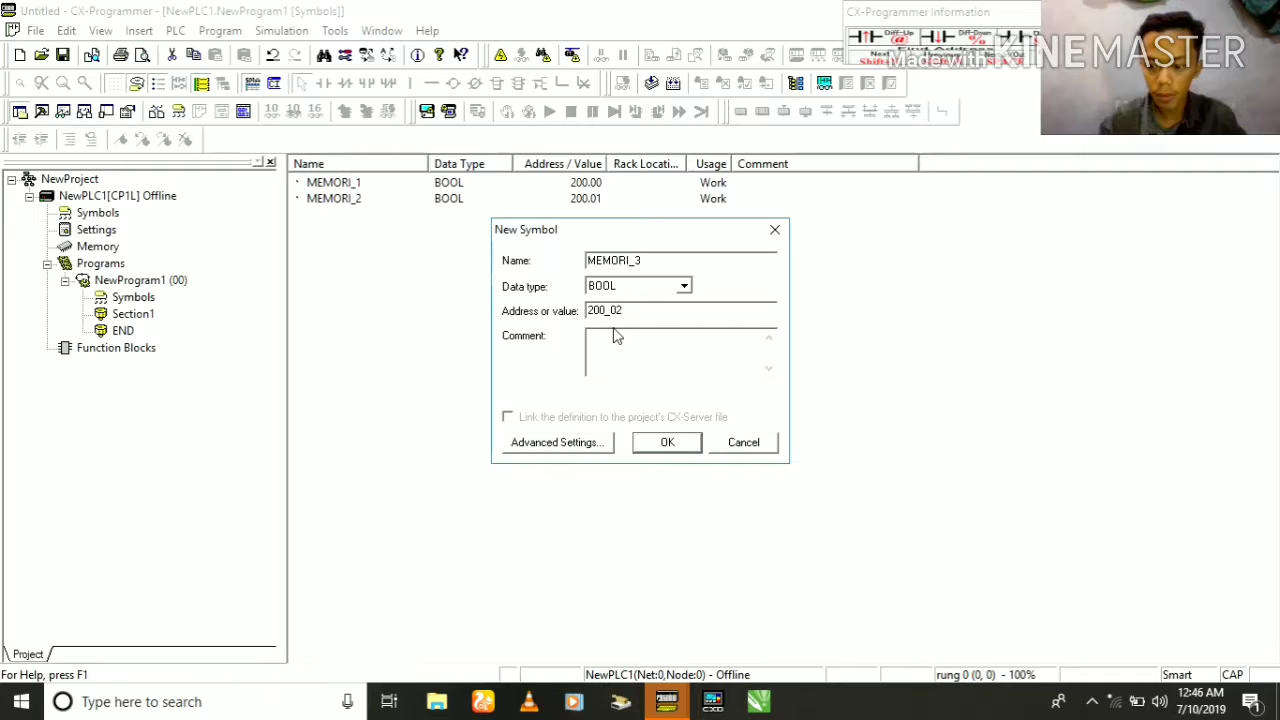 Untitled - CX-Programmer - [NewPLC1.NewProgram1 [Symbols]]
CX-Programmer Information
File Edit View Insert PLC Program Simulation Tools Window Help
Made with KINEMASTER
Name Data Type Address / Value Rack Locati... Usage Comment
MEMORI_1 BOOL 200.00 Work
MEMORI_2 BOOL 200.01 Work
NewProject
NewPLC1[CP1L] Offline
Symbols
Settings
Memory
Programs
NewProgram1 (00)
Symbols
Section1
END
Function Blocks
New Symbol
Name: MEMORI_3
Data type: BOOL
Address or value: 200_02
Comment:
Link the definition to the project's CX-Server file
Advanced Settings... OK Cancel
Project
For Help, press F1
NewPLC1(Net:0,Node:0) - Offline
rung 0 (0, 0) - 100%
Smart
CAP
Type here to search
12:46 AM
7/10/2019